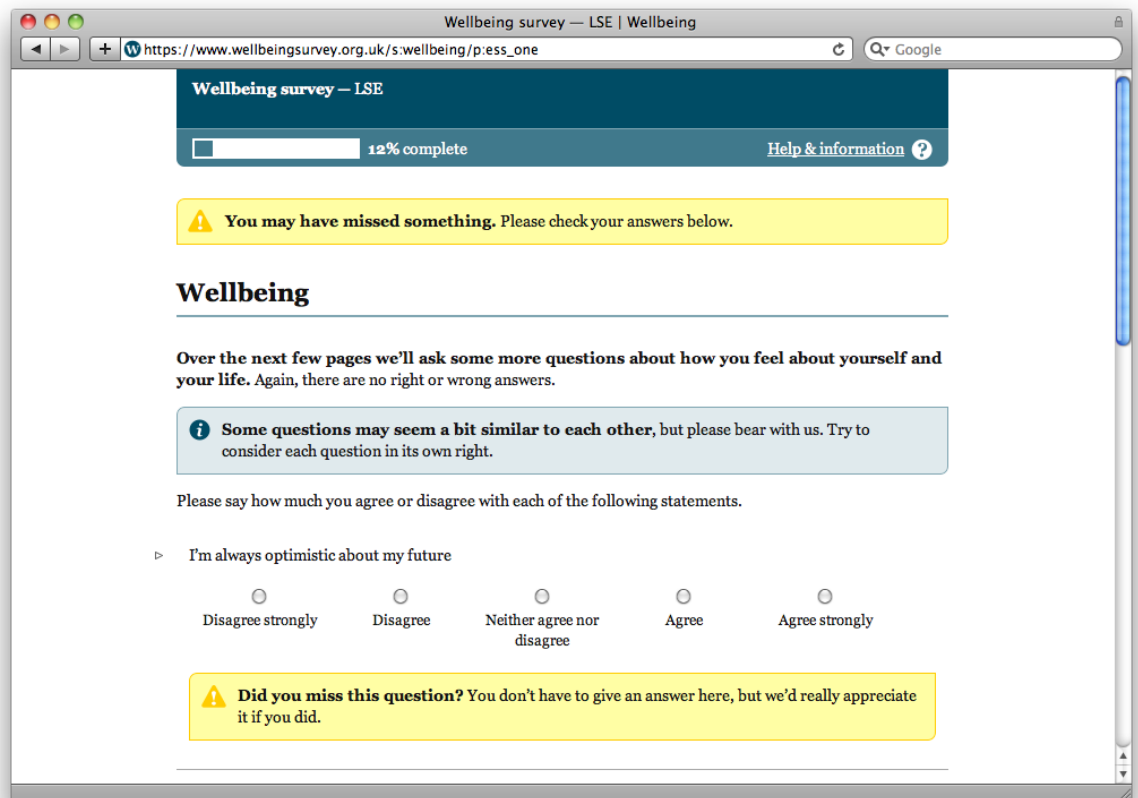 Wellbeing survey — LSE | Wellbeing
https://www.wellbeingsurvey.org.uk/s:wellbeing/p:ess_one
Google
Wellbeing survey — LSE
12% complete
Help & information ?
You may have missed something. Please check your answers below.
Wellbeing
Over the next few pages we’ll ask some more questions about how you feel about yourself and
your life. Again, there are no right or wrong answers.
Some questions may seem a bit similar to each other, but please bear with us. Try to
consider each question in its own right.
Please say how much you agree or disagree with each of the following statements.
I’m always optimistic about my future
Disagree strongly
Disagree
Neither agree nor
disagree
Agree
Agree strongly
Did you miss this question? You don’t have to give an answer here, but we’d really appreciate
it if you did.